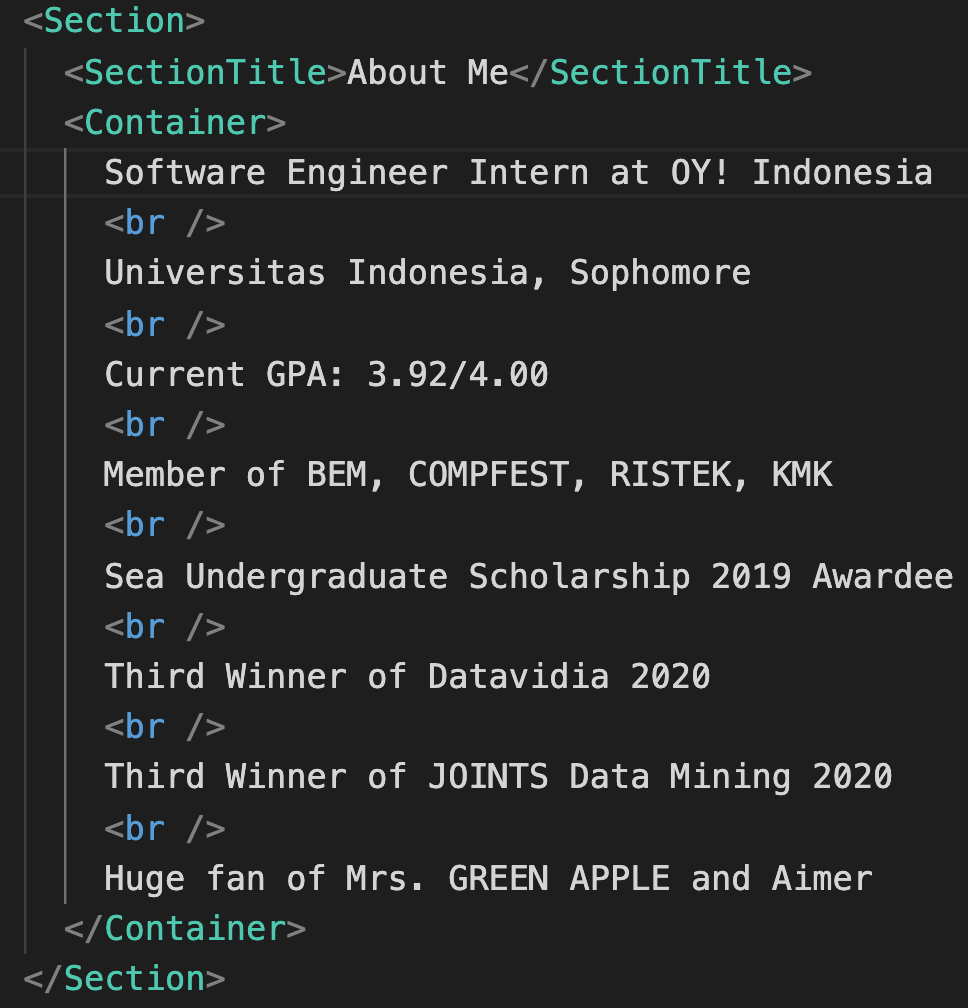 <Section>
<SectionTitle>About Me</SectionTitle>
<Container>
Software Engineer Intern at OY! Indonesia
<br />
Universitas Indonesia, Sophomore
<br />
Current GPA: 3.92/4.00
<br />
Member of BEM, COMPFEST, RISTEK, KMK
<br />
Sea Undergraduate Scholarship 2019 Awardee
<br />
Third Winner of Datavidia 2020
<br />
Third Winner of JOINTS Data Mining 2020
<br />
Huge fan of Mrs. GREEN APPLE and Aimer
</Container>
</Section>